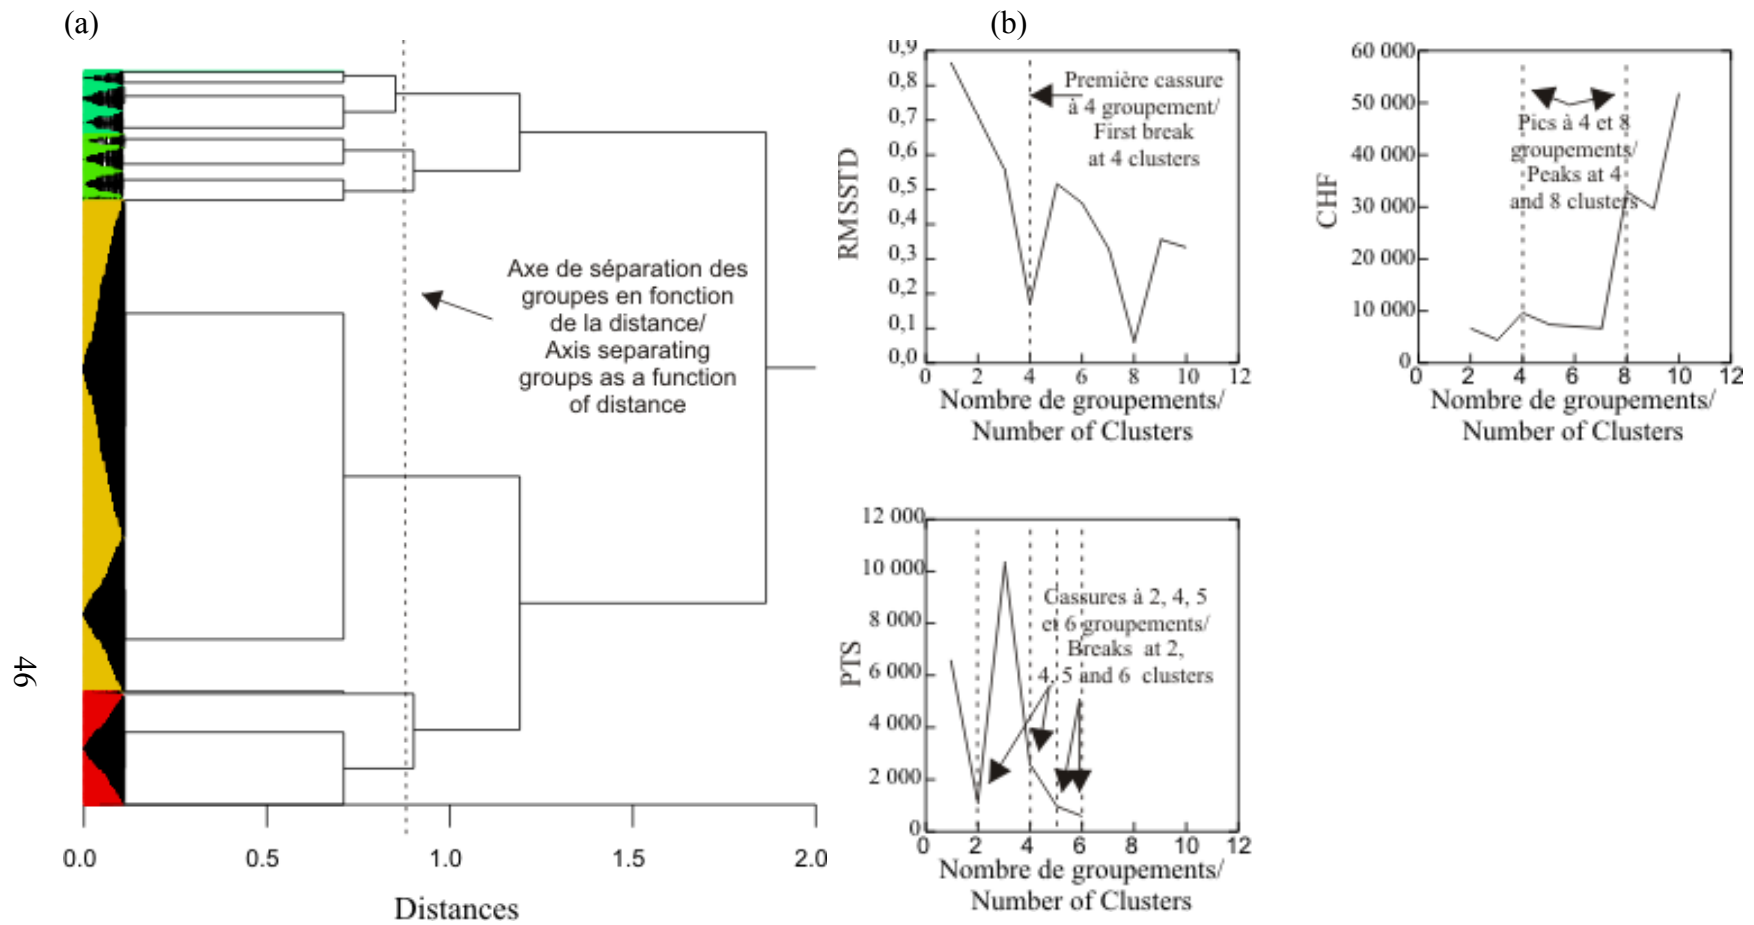 (a)
Axe de séparation des
groupes en fonction
de la distance/
Axis separating
groups as a function
of distance
0.0 0.5 1.0 1.5 2.0
Distances
46
(b)
0,9
0,8
0,7
0,6
0,5
0,4
0,3
0,2
0,1
0,0
RMSSTD
Première cassure
à 4 groupement/
First break
at 4 clusters
0 2 4 6 8 10 12
Nombre de groupements/
Number of Clusters
60 000
50 000
40 000
30 000
20 000
10 000
0
CHF
Pics à 4 et 8
groupements/
Peaks at 4
and 8 clusters
0 2 4 6 8 10 12
Nombre de groupements/
Number of Clusters
12 000
10 000
8 000
6 000
4 000
2 000
0
PTS
Cassures à 2, 4, 5
et 6 groupements/
Breaks at 2,
4, 5 and 6 clusters
0 2 4 6 8 10 12
Nombre de groupements/
Number of Clusters